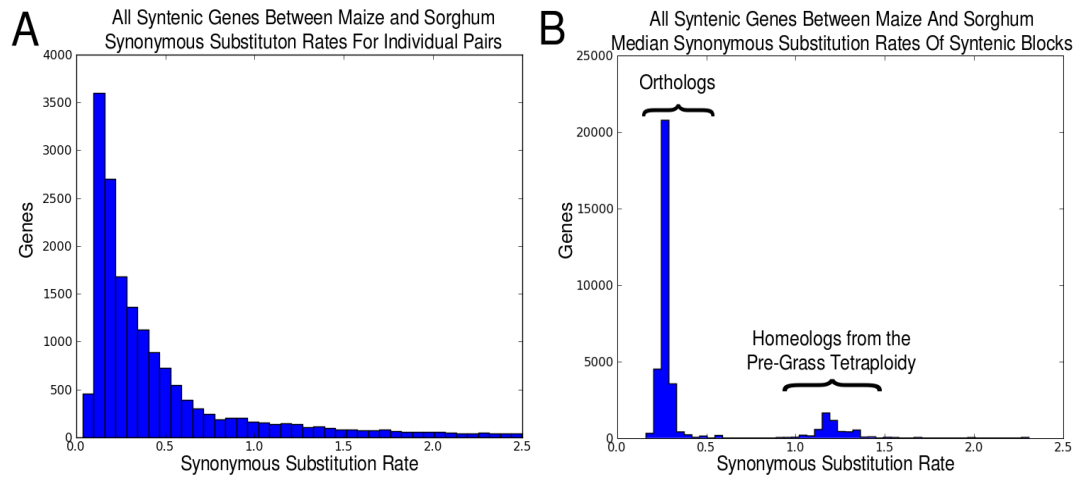 A
All Syntenic Genes Between Maize and Sorghum
Synonymous Substituton Rates For Individual Pairs
4000
3500
3000
2500
2000
1500
1000
500
0
Genes
0.0
0.5
1.0
1.5
2.0
2.5
Synonymous Substitution Rate
B
All Syntenic Genes Between Maize And Sorghum
Median Synonymous Substitution Rates Of Syntenic Blocks
25000
20000
15000
10000
5000
0
Genes
Orthologs
Homeologs from the
Pre-Grass Tetraploidy
0.0
0.5
1.0
1.5
2.0
2.5
Synonymous Substitution Rate